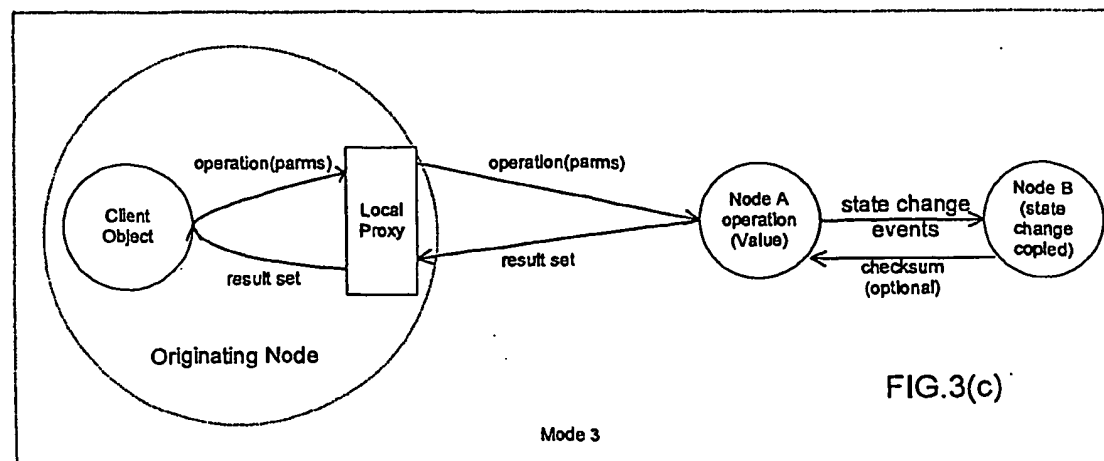 operation(parms)
operation(parms)
Client
Object
Local
Proxy
Node A
operation
(Value)
state change
events
Node B
(state
change
copied)
result set
result set
checksum
(optional)
Originating Node
FIG.3(c)
Mode 3